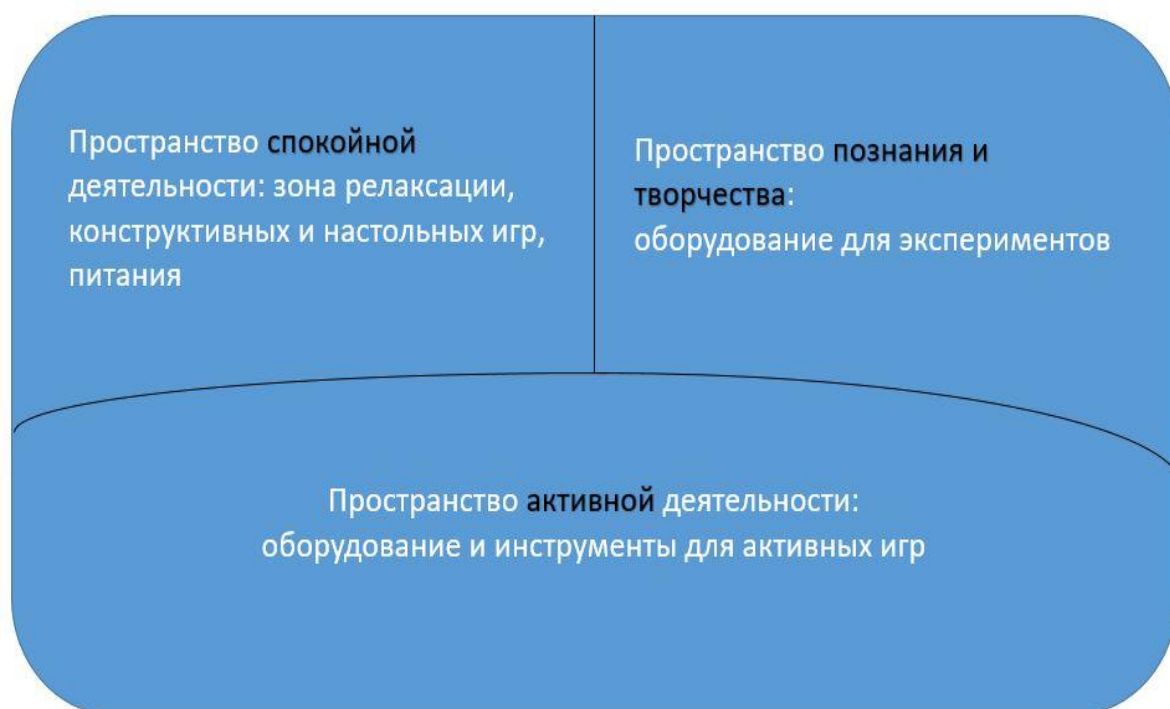 Пространство спокойной
деятельности: зона релаксации,
конструктивных и настольных игр,
питания
Пространство познания и
творчества:
оборудование для экспериментов
Пространство активной деятельности:
оборудование и инструменты для активных игр